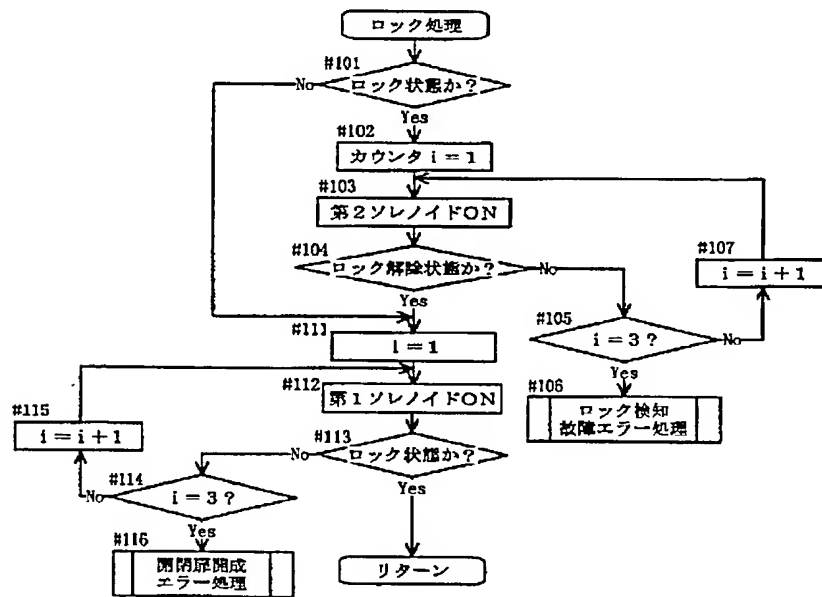 ロック処理
#101
ロック状態か？
No
Yes
#102
カウンタ i＝1
#103
第2ソレノイドON
#104
ロック解除状態か？
No
Yes
#107
i＝i＋1
#105
i＝3？
No
Yes
#106
ロック検知
故障エラー処理
#111
i＝1
#112
第1ソレノイドON
#113
ロック状態か？
No
Yes
#115
i＝i＋1
#114
i＝3？
No
Yes
#116
開閉扉開成
エラー処理
リターン